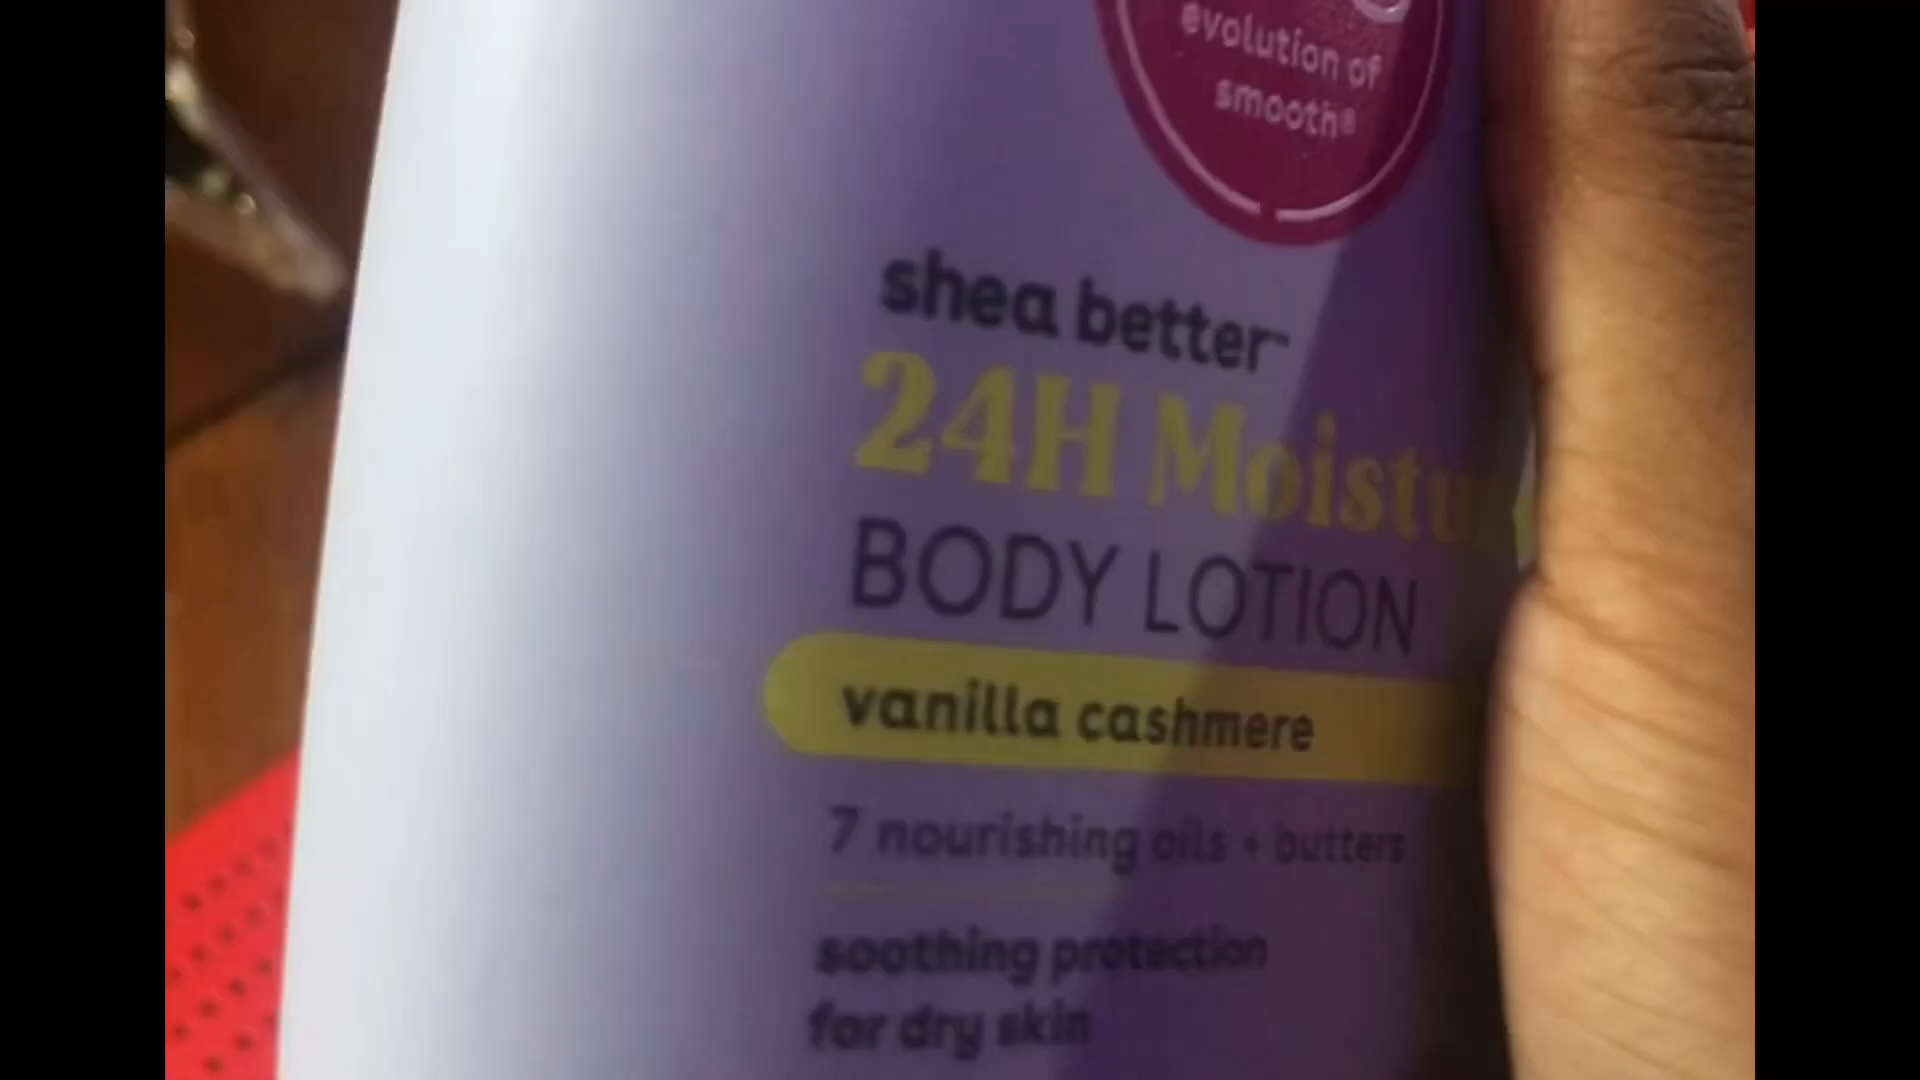 evolution of
smooth®
shea better™
24H Moistu
BODY LOTION
vanilla cashmere
7 nourishing oils + butters
soothing protection
for dry skin